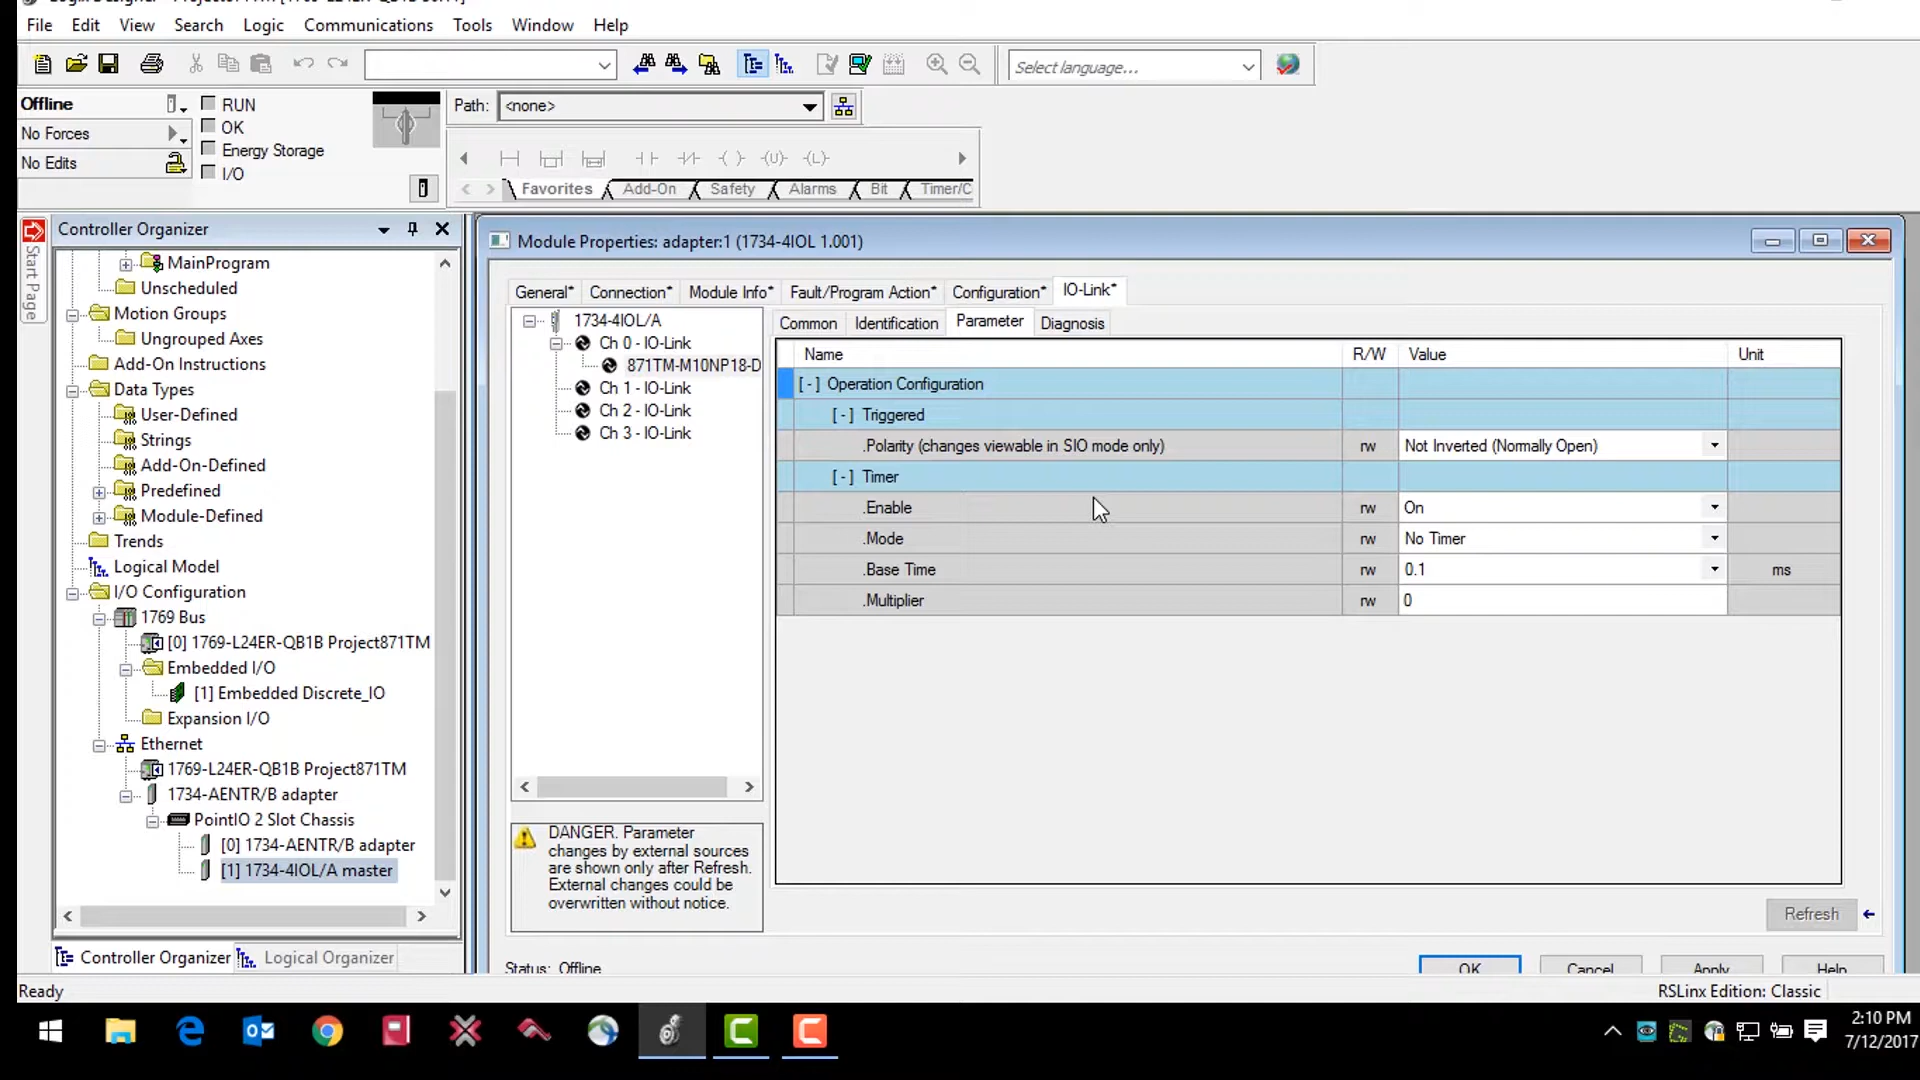 File Edit View Search Logic Communications Tools Window Help
Select language...
Offline
RUN
Path: <none>
No Forces
OK
No Edits
Energy Storage
I/O
Favorites Add-On Safety Alarms Bit Timer/C
Start Page
Controller Organizer
MainProgram
Unscheduled
Motion Groups
Ungrouped Axes
Add-On Instructions
Data Types
User-Defined
Strings
Add-On-Defined
Predefined
Module-Defined
Trends
Logical Model
I/O Configuration
1769 Bus
[0] 1769-L24ER-QB1B Project871TM
Embedded I/O
[1] Embedded Discrete_IO
Expansion I/O
Ethernet
1769-L24ER-QB1B Project871TM
1734-AENTR/B adapter
PointIO 2 Slot Chassis
[0] 1734-AENTR/B adapter
[1] 1734-4IOL/A master
Controller Organizer Logical Organizer
Module Properties: adapter:1 (1734-4IOL 1.001)
General* Connection* Module Info* Fault/Program Action* Configuration* IO-Link*
1734-4IOL/A
Ch 0 - IO-Link
871TM-M10NP18-D
Ch 1 - IO-Link
Ch 2 - IO-Link
Ch 3 - IO-Link
DANGER. Parameter
changes by external sources
are shown only after Refresh.
External changes could be
overwritten without notice.
Common Identification Parameter Diagnosis
Name R/W Value Unit
[-] Operation Configuration
[-] Triggered
.Polarity (changes viewable in SIO mode only) rw Not Inverted (Normally Open)
[-] Timer
.Enable rw On
.Mode rw No Timer
.Base Time rw 0.1 ms
.Multiplier rw 0
Refresh
Status: Offline
OK Cancel Apply Help
Ready
RSLinx Edition: Classic
2:10 PM
7/12/2017